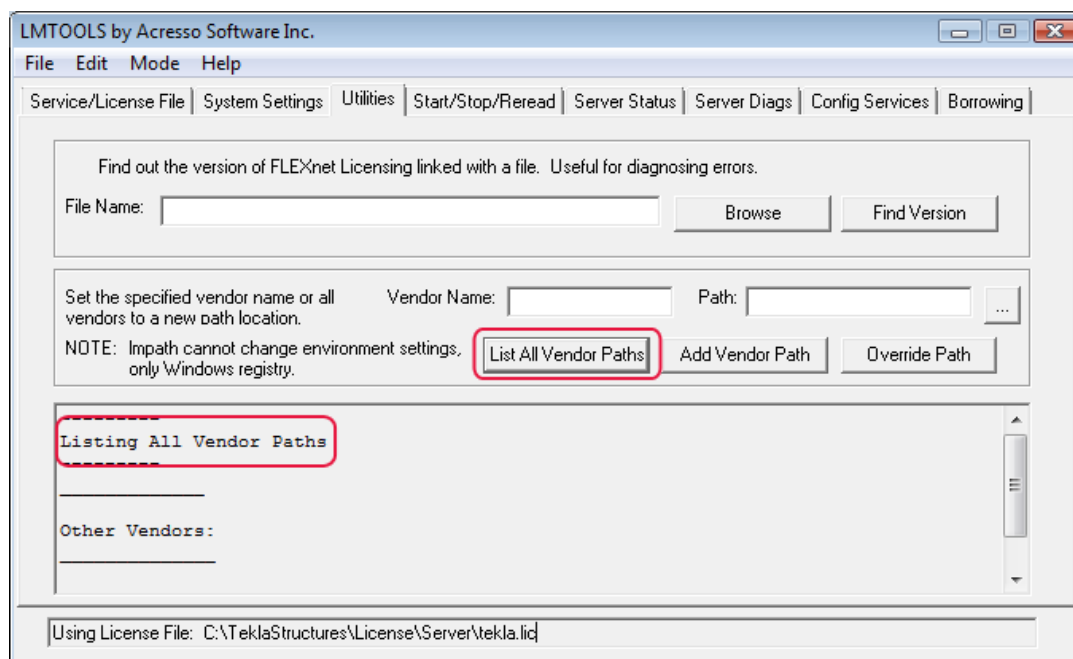 LMTOOLS by Acresso Software Inc.
File Edit Mode Help
Service/License File System Settings Utilities Start/Stop/Reread Server Status Server Diags Config Services Borrowing
Find out the version of FLEXnet Licensing linked with a file. Useful for diagnosing errors.
File Name: Browse Find Version
Set the specified vendor name or all Vendor Name: Path: ...
vendors to a new path location.
NOTE: lmpath cannot change environment settings, List All Vendor Paths Add Vendor Path Override Path
only Windows registry.
---------
Listing All Vendor Paths
---------
_____________
Other Vendors:
______________
Using License File: C:\TeklaStructures\License\Server\tekla.lic